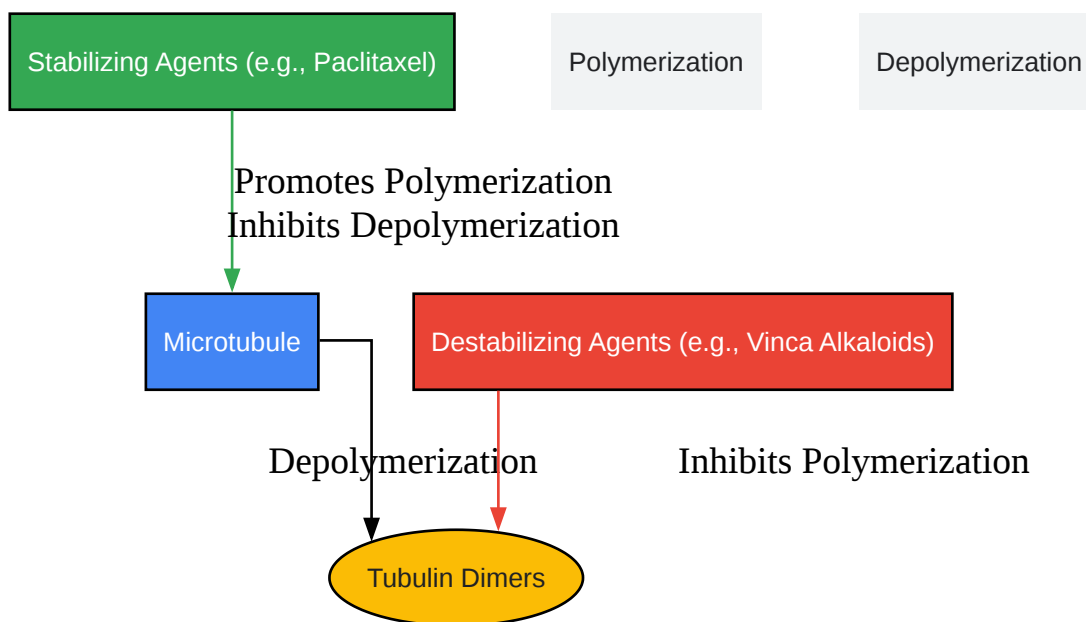 Stabilizing Agents (e.g., Paclitaxel)
Polymerization
Depolymerization
Promotes Polymerization
Inhibits Depolymerization
Microtubule
Destabilizing Agents (e.g., Vinca Alkaloids)
Depolymerization
Inhibits Polymerization
Tubulin Dimers